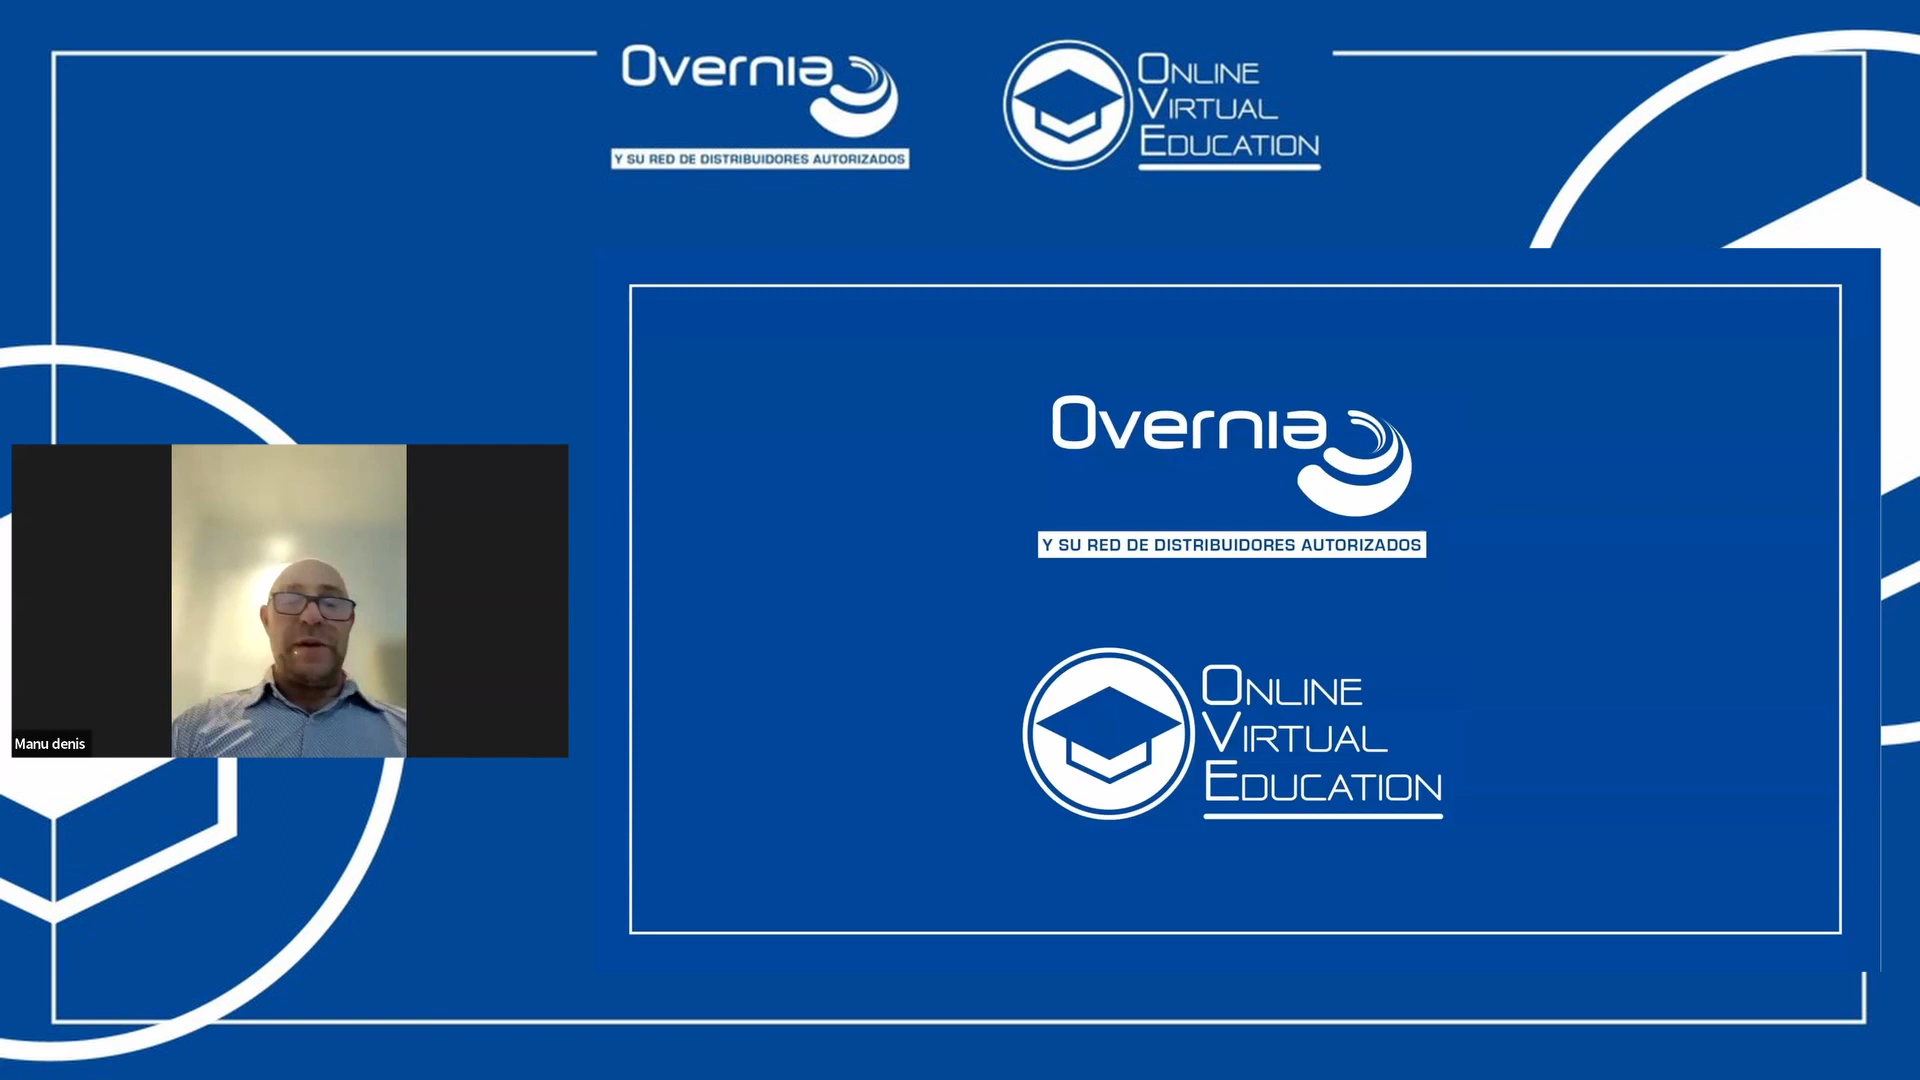 Overnia
Y SU RED DE DISTRIBUIDORES AUTORIZADOS
ONLINE
VIRTUAL
EDUCATION
Overnia
Y SU RED DE DISTRIBUIDORES AUTORIZADOS
ONLINE
VIRTUAL
EDUCATION
Manu denis